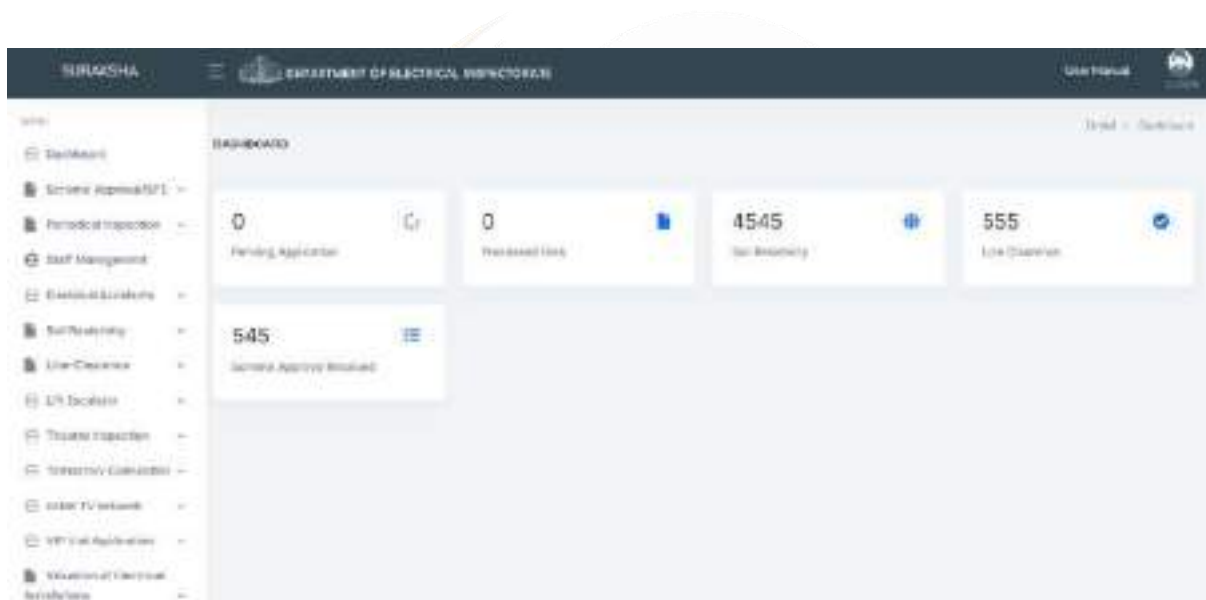 SURAKSHA
DEPARTMENT OF ELECTRICAL INSPECTORATE
User Manual
MENU
Dashboard
DASHBOARD
Scheme Approval/
Periodical Inspection
Staff Management
Electrical Accidents
Soil Resistivity
Line Clearance
Lift Escalator
Theatre Inspection
Temporary Connection
Cable TV Network
VIP Visit Application
Valuation of Electrical
Installations
0
Pending Application
0
Processed Files
4545
Soil Resistivity
555
Line Clearance
545
Scheme Approval Received